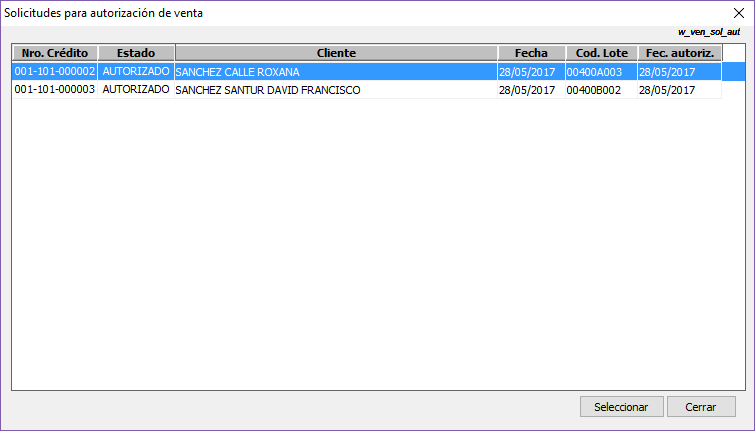 Solicitudes para autorización de venta
w_ven_sol_aut
Nro. Crédito Estado Cliente Fecha Cod. Lote Fec. autoriz.
001-101-000002 AUTORIZADO SANCHEZ CALLE ROXANA 28/05/2017 00400A003 28/05/2017
001-101-000003 AUTORIZADO SANCHEZ SANTUR DAVID FRANCISCO 28/05/2017 00400B002 28/05/2017
Seleccionar Cerrar